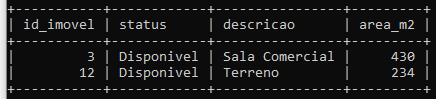 +-----------+------------+----------------+---------+
| id_imovel | status     | descricao      | area_m2 |
+-----------+------------+----------------+---------+
|         3 | Disponivel | Sala Comercial |     430 |
|        12 | Disponivel | Terreno        |     234 |
+-----------+------------+----------------+---------+